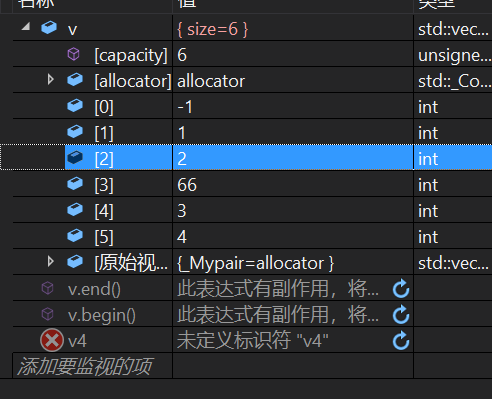 名称 值 类型
v { size=6 } std::vec...
[capacity] 6 unsigne...
[allocator] allocator std::_Co...
[0] -1 int
[1] 1 int
[2] 2 int
[3] 66 int
[4] 3 int
[5] 4 int
[原始视... {_Mypair=allocator } std::vec...
v.end() 此表达式有副作用，将...
v.begin() 此表达式有副作用，将...
v4 未定义标识符 "v4"
添加要监视的项